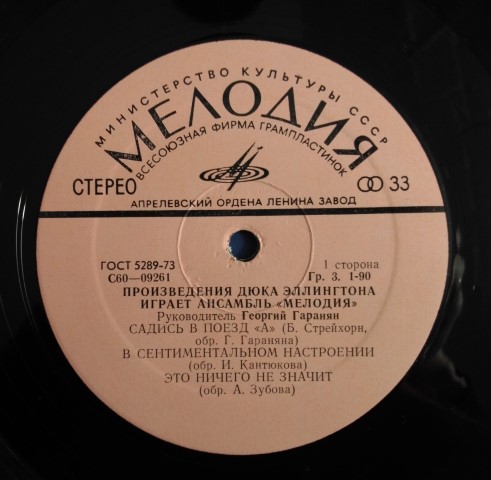 МИНИСТЕРСТВО КУЛЬТУРЫ СССР
МЕЛОДИЯ
ВСЕСОЮЗНАЯ ФИРМА ГРАМПЛАСТИНОК
СТЕРЕО
33
АПРЕЛЕВСКИЙ ОРДЕНА ЛЕНИНА ЗАВОД
ГОСТ 5289-73
1 сторона
С60—09261
Гр. 3. 1-90
ПРОИЗВЕДЕНИЯ ДЮКА ЭЛЛИНГТОНА
ИГРАЕТ АНСАМБЛЬ «МЕЛОДИЯ»
Руководитель Георгий Гаранян
САДИСЬ В ПОЕЗД «А» (Б. Стрейхорн,
обр. Г. Гараняна)
В СЕНТИМЕНТАЛЬНОМ НАСТРОЕНИИ
(обр. И. Кантюкова)
ЭТО НИЧЕГО НЕ ЗНАЧИТ
(обр. А. Зубова)